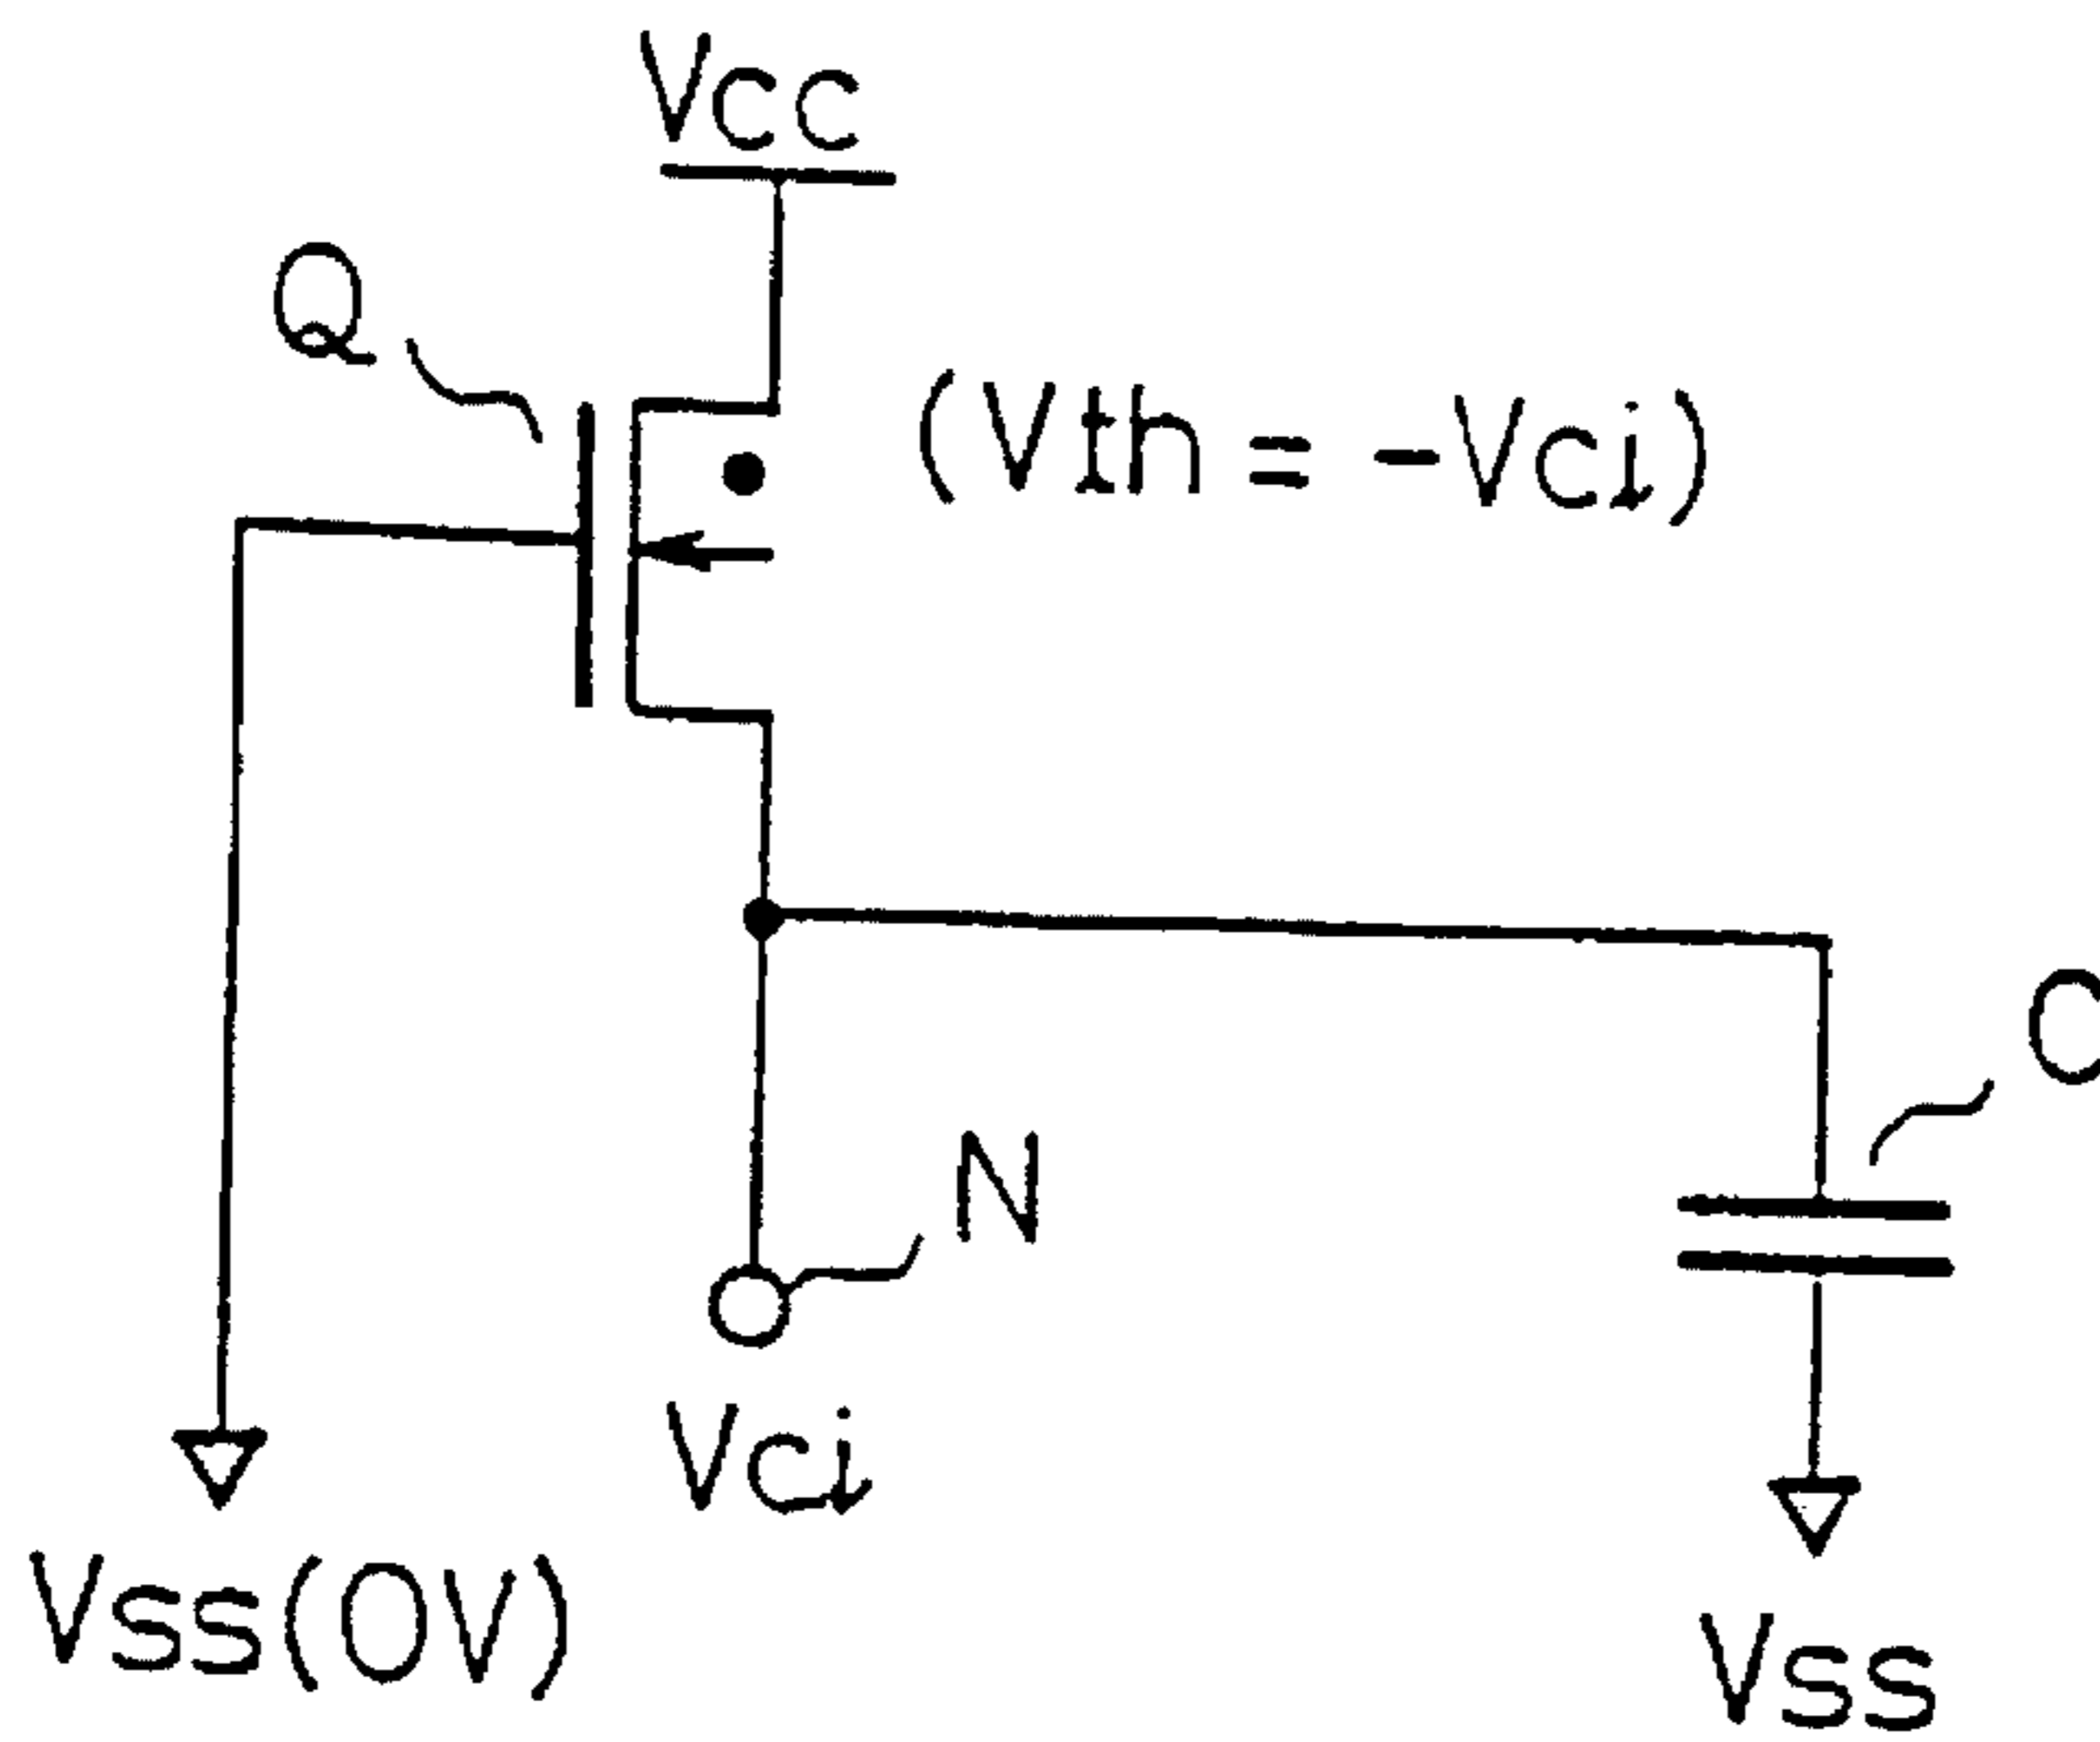 Vcc
Q
(Vth = -Vci)
C
N
Vci
Vss(0V)
Vss